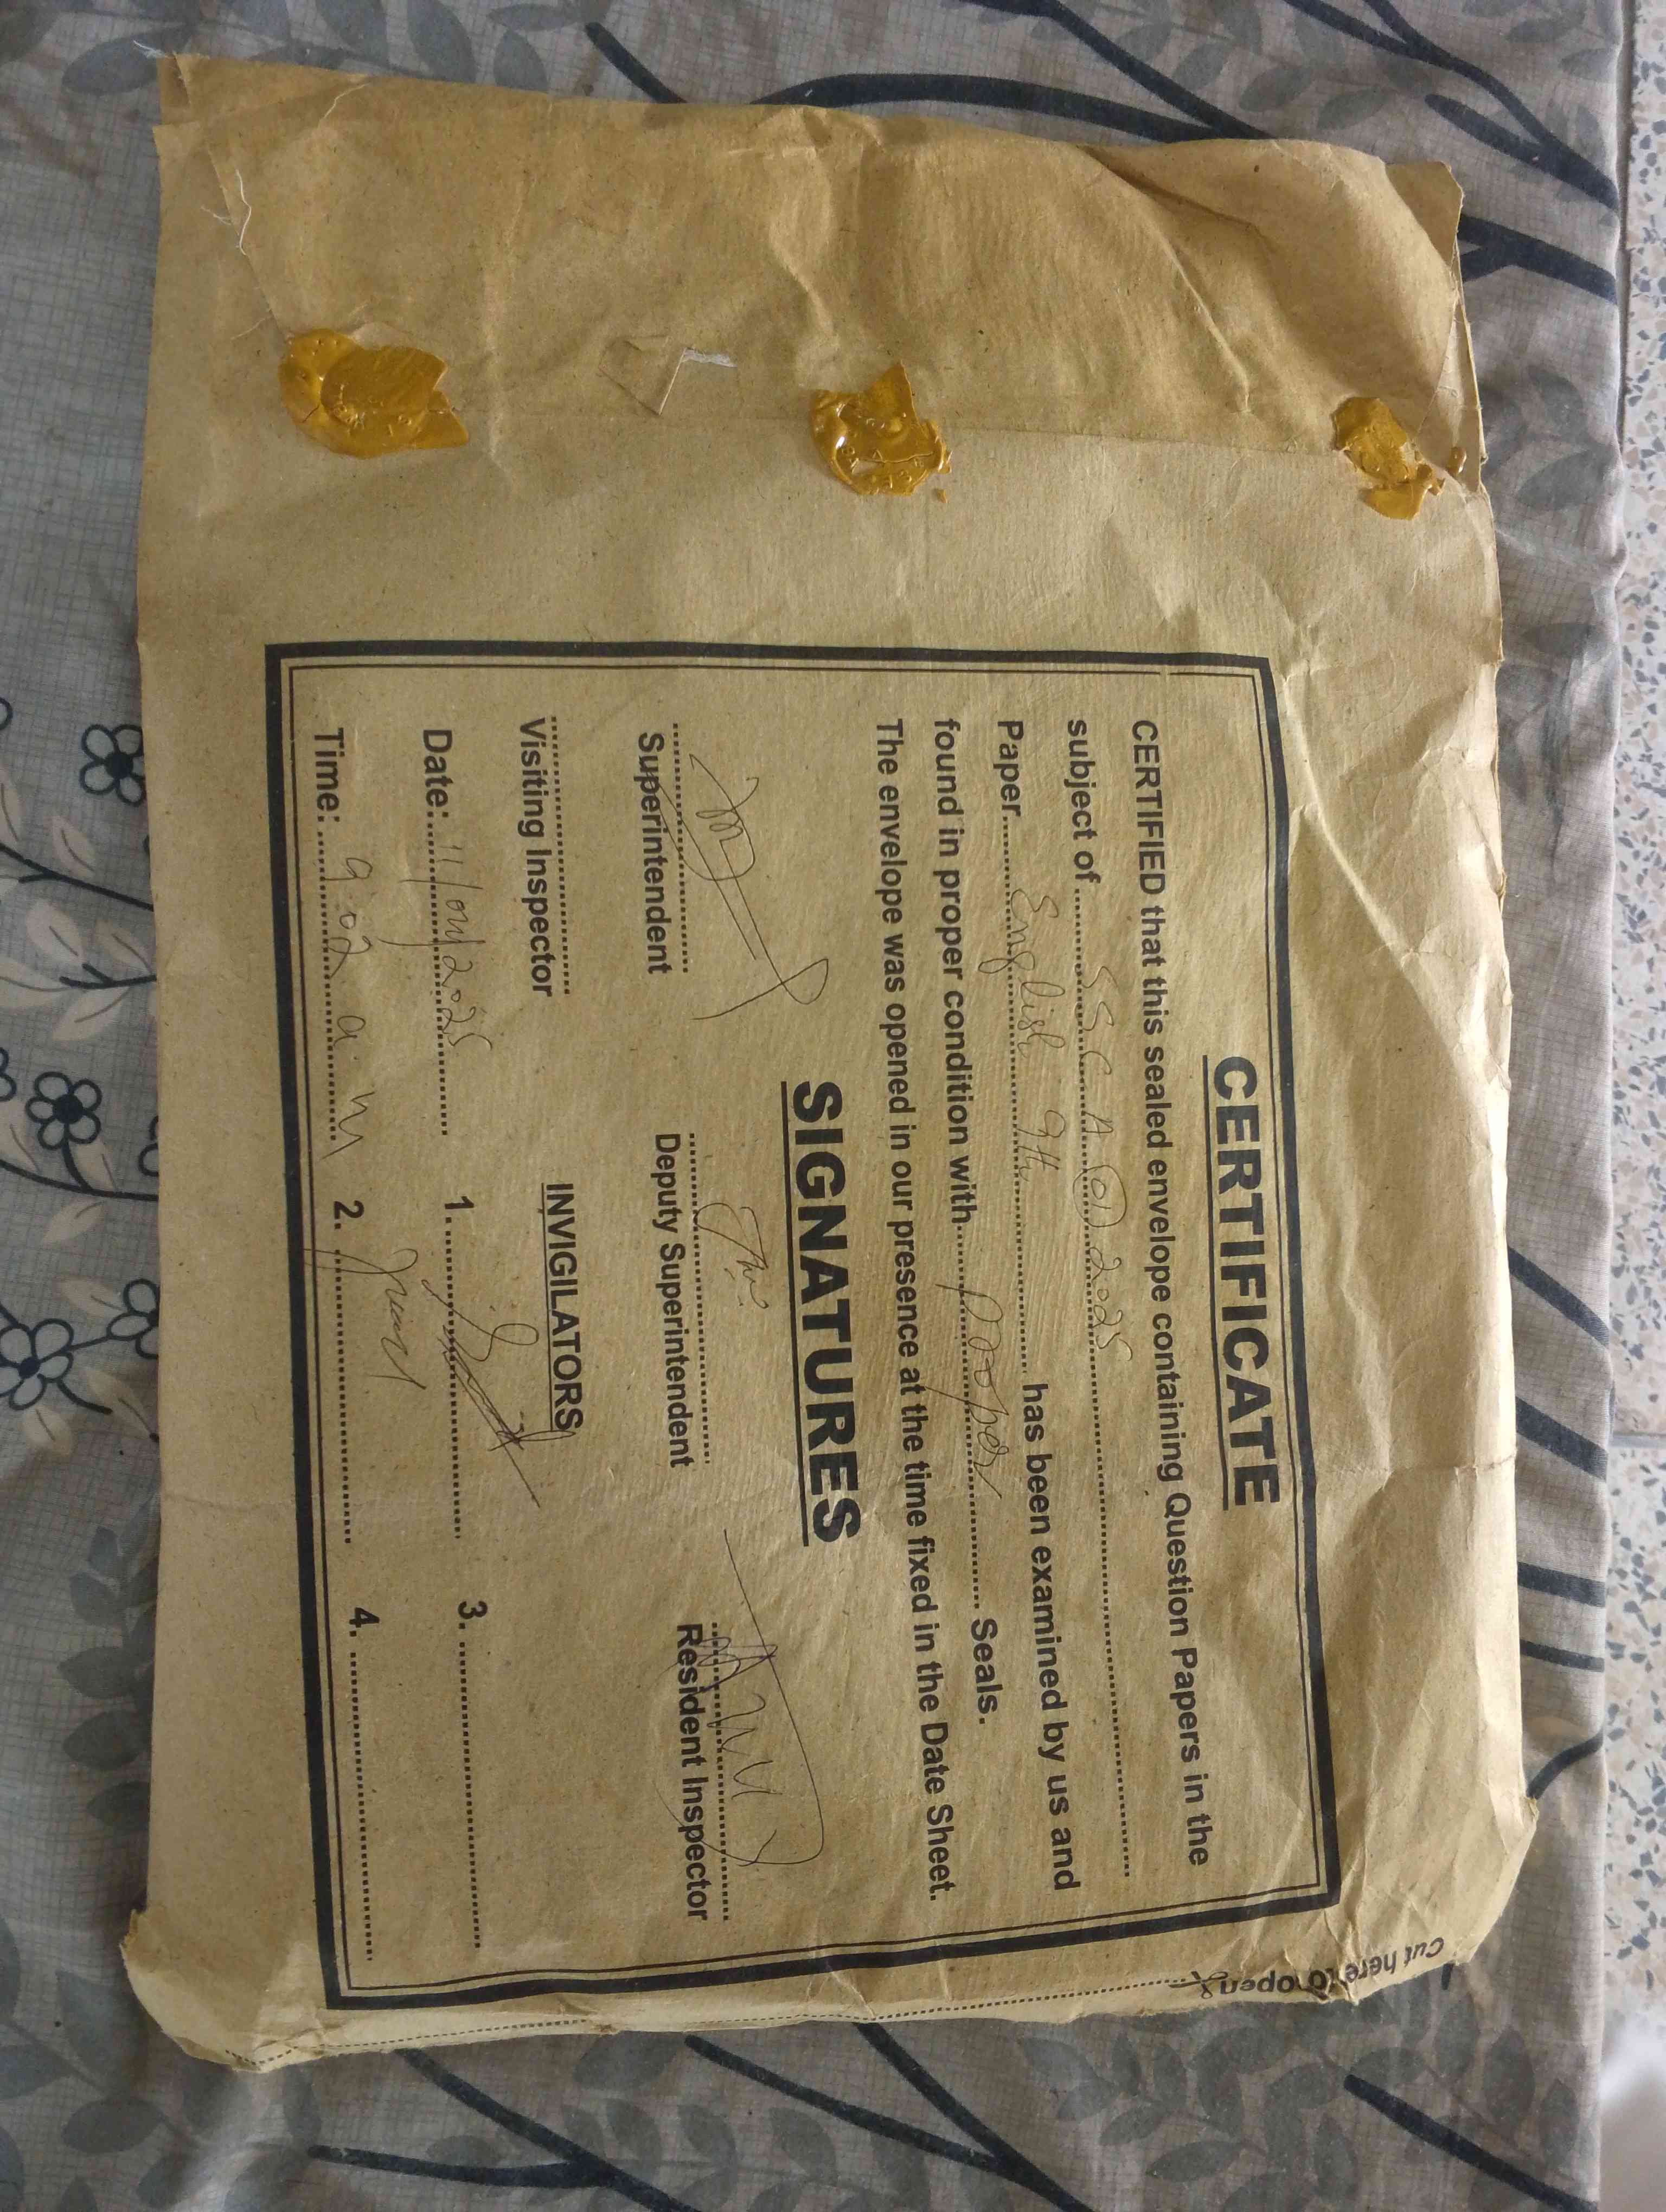 CERTIFICATE
CERTIFIED that this sealed envelope containing Question Papers in the
subject of.....SSC A (01) 2025.....
Paper.....English 9th..... has been examined by us and
found in proper condition with.....proper..... Seals.
The envelope was opened in our presence at the time fixed in the Date Sheet.
SIGNATURES
Superintendent
Deputy Superintendent
Resident Inspector
Visiting Inspector
INVIGILATORS
Date:.....11/04/2025.....
1.
3.
Time:.....9:02 a.m
2.
4.
Cut here to open